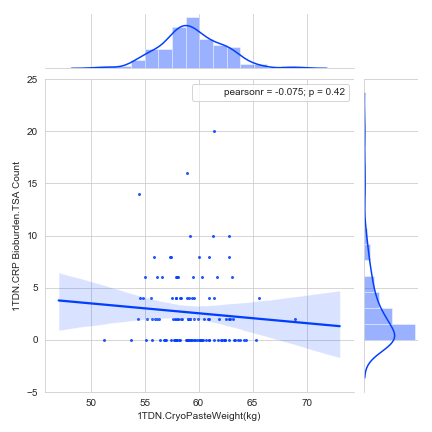 pearsonr = -0.075; p = 0.42
25
20
15
10
5
0
−5
1TDN.CRP Bioburden.TSA Count
50 55 60 65 70
1TDN.CryoPasteWeight(kg)